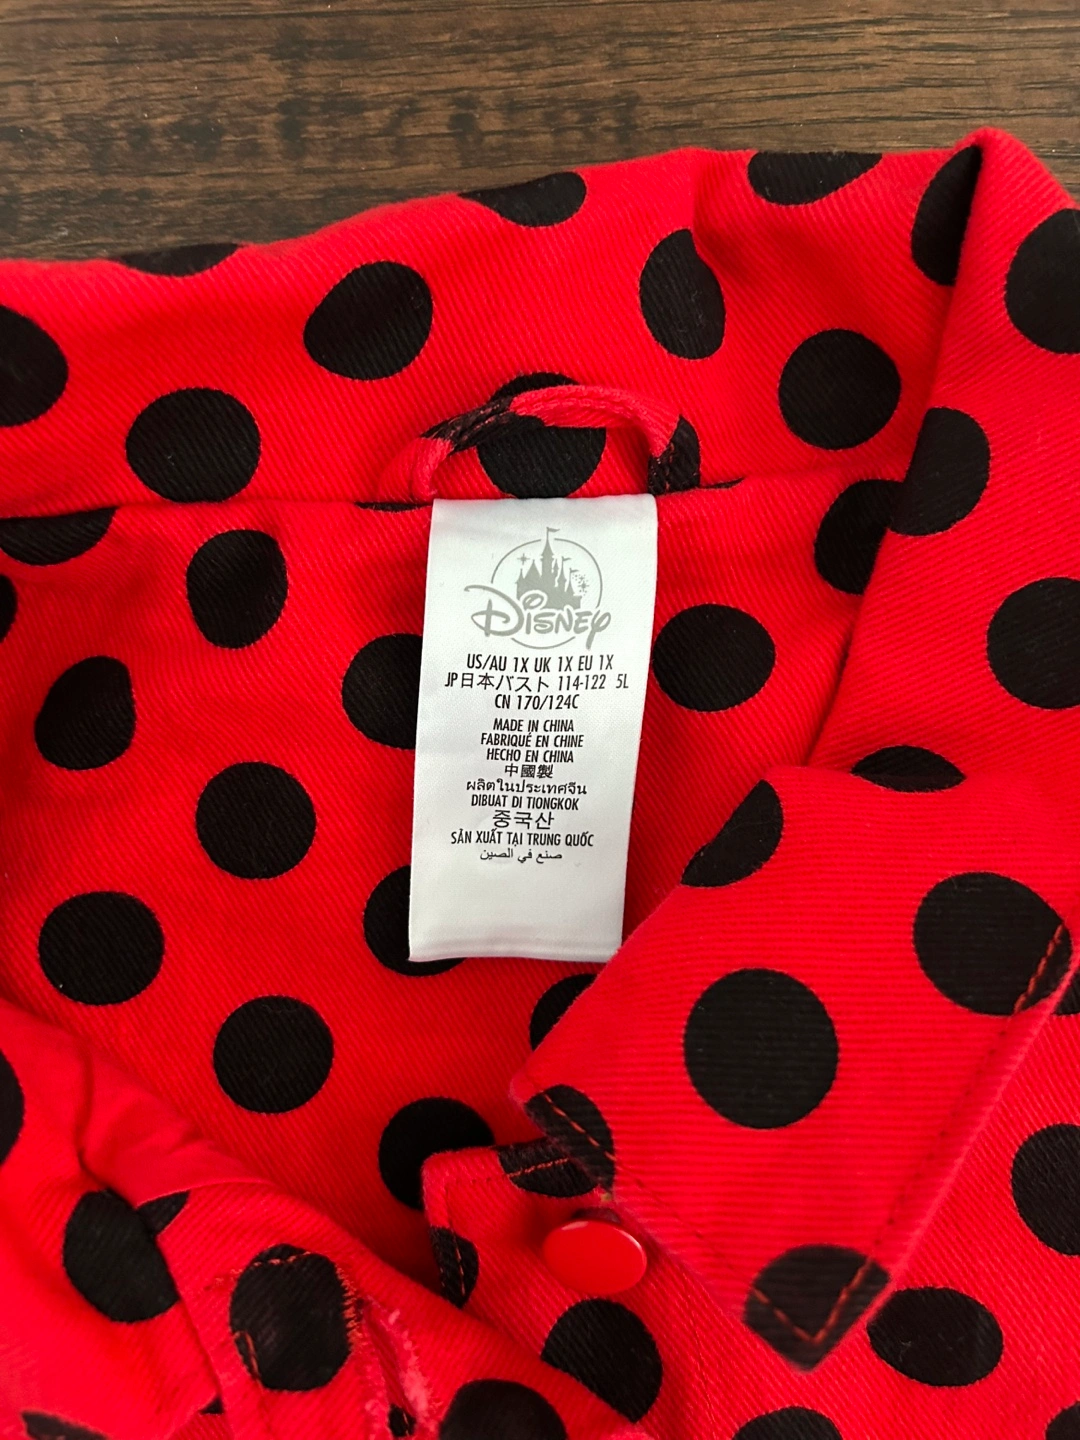 Disney
US/AU 1X UK 1X EU 1X
JP日本バスト 114-122 5L
CN 170/124C
MADE IN CHINA
FABRIQUÉ EN CHINE
HECHO EN CHINA
中國製
ผลิตในประเทศจีน
DIBUAT DI TIONGKOK
중국산
SẢN XUẤT TẠI TRUNG QUỐC
صنع في الصين